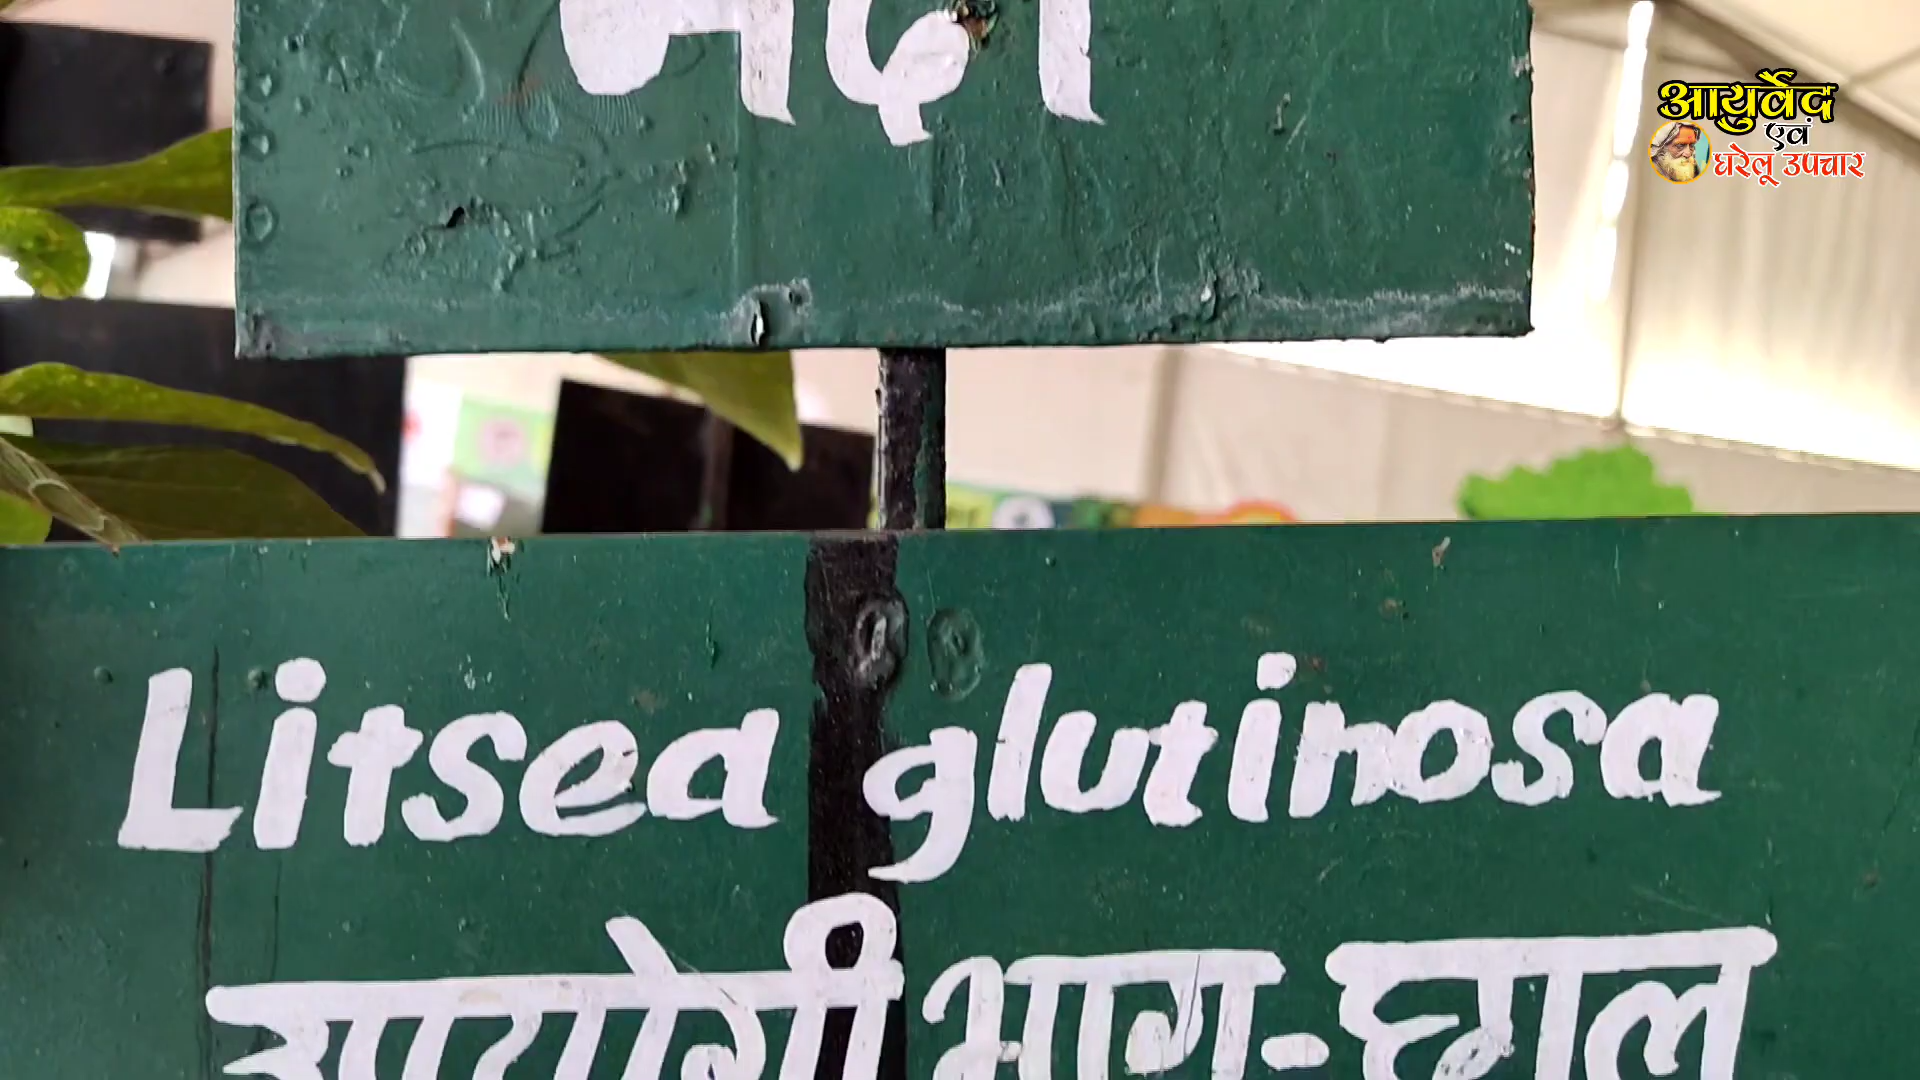 आयुर्वेद
एवं
घरेलू उपचार
Litsea glutinosa
उपयोगी भाग-छाल